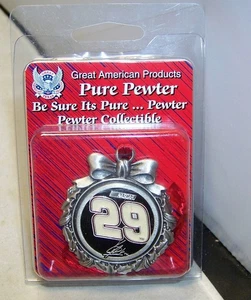 Great American Products
Pure Pewter
Be Sure Its Pure ... Pewter
Pewter Collectible
29